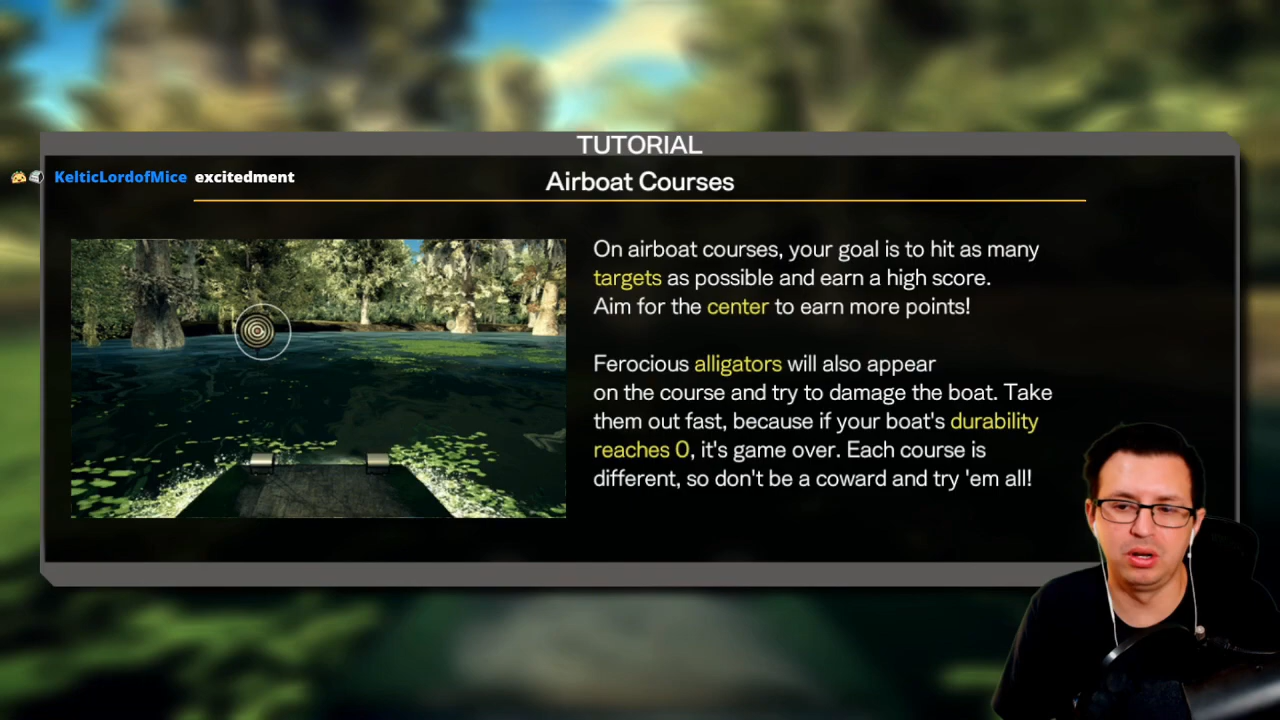 TUTORIAL
KelticLordofMice excitedment
Airboat Courses
On airboat courses, your goal is to hit as many
targets as possible and earn a high score.
Aim for the center to earn more points!
Ferocious alligators will also appear
on the course and try to damage the boat. Take
them out fast, because if your boat's durability
reaches 0, it's game over. Each course is
different, so don't be a coward and try 'em all!